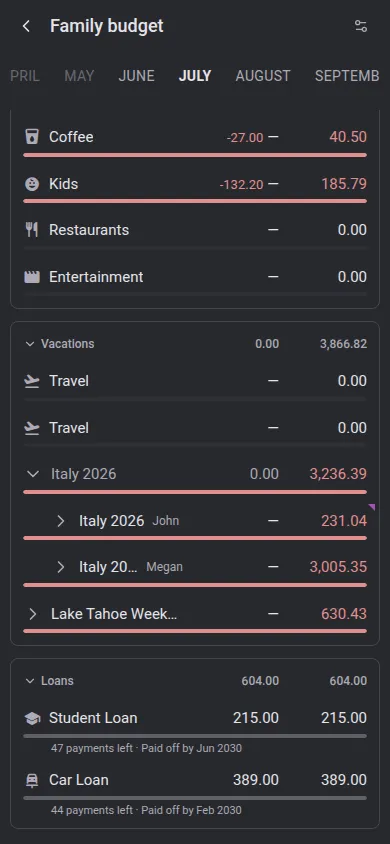 Family budget
PRIL MAY JUNE JULY AUGUST SEPTEMB
Coffee -27.00 — 40.50
Kids -132.20 — 185.79
Restaurants — 0.00
Entertainment — 0.00
Vacations 0.00 3,866.82
Travel — 0.00
Travel — 0.00
Italy 2026 0.00 3,236.39
Italy 2026 John — 231.04
Italy 20... Megan — 3,005.35
Lake Tahoe Week... — 630.43
Loans 604.00 604.00
Student Loan 215.00 215.00
47 payments left · Paid off by Jun 2030
Car Loan 389.00 389.00
44 payments left · Paid off by Feb 2030